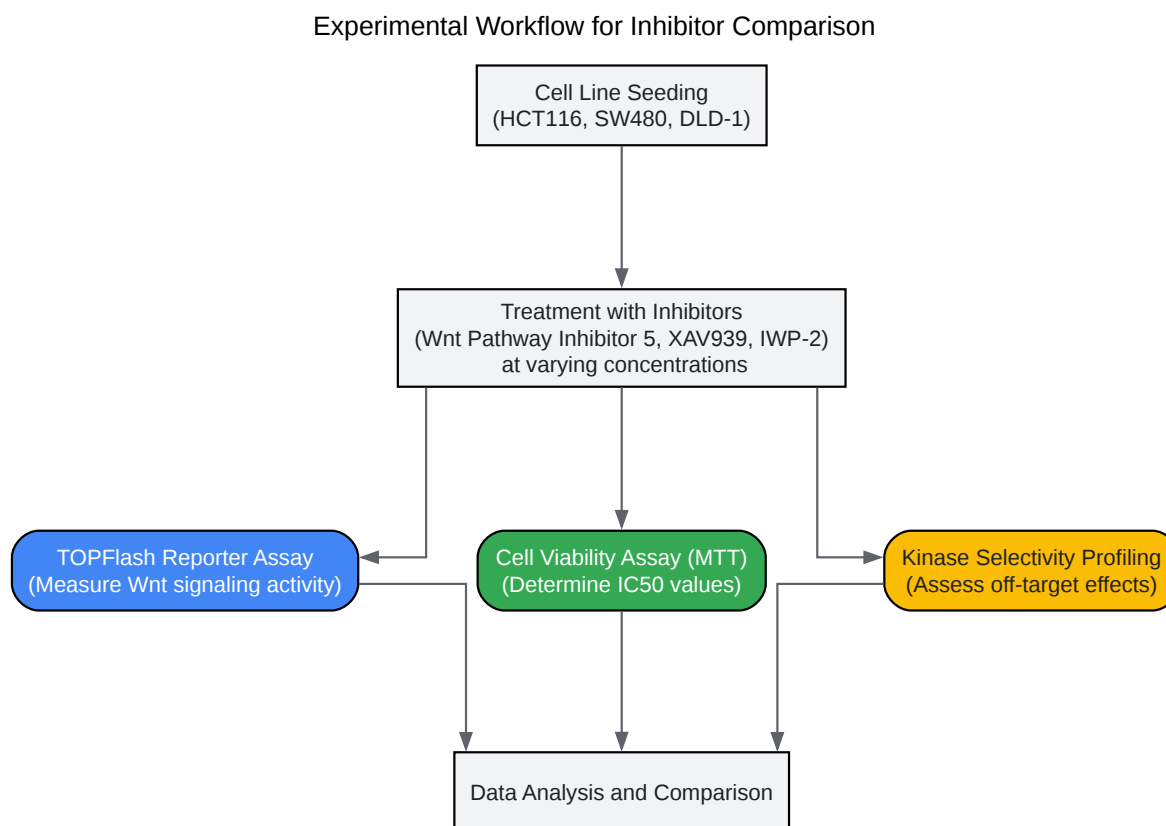 Experimental Workflow for Inhibitor Comparison
Cell Line Seeding
(HCT116, SW480, DLD-1)
Treatment with Inhibitors
(Wnt Pathway Inhibitor 5, XAV939, IWP-2)
at varying concentrations
TOPFlash Reporter Assay
(Measure Wnt signaling activity)
Cell Viability Assay (MTT)
(Determine IC50 values)
Kinase Selectivity Profiling
(Assess off-target effects)
Data Analysis and Comparison